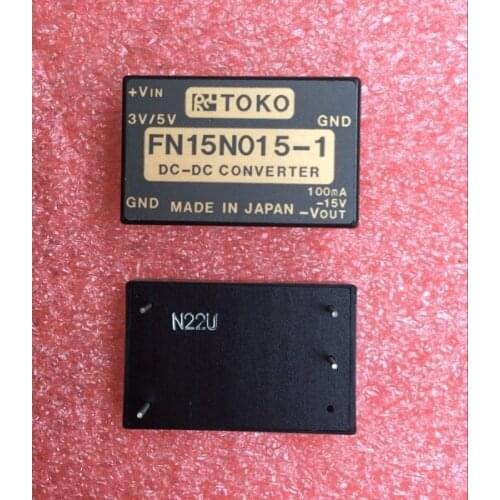 +VIN
TOKO
3V/5V
GND
FN15N015-1
DC-DC CONVERTER
100mA
-15V
GND
MADE IN JAPAN
-VOUT
N22U